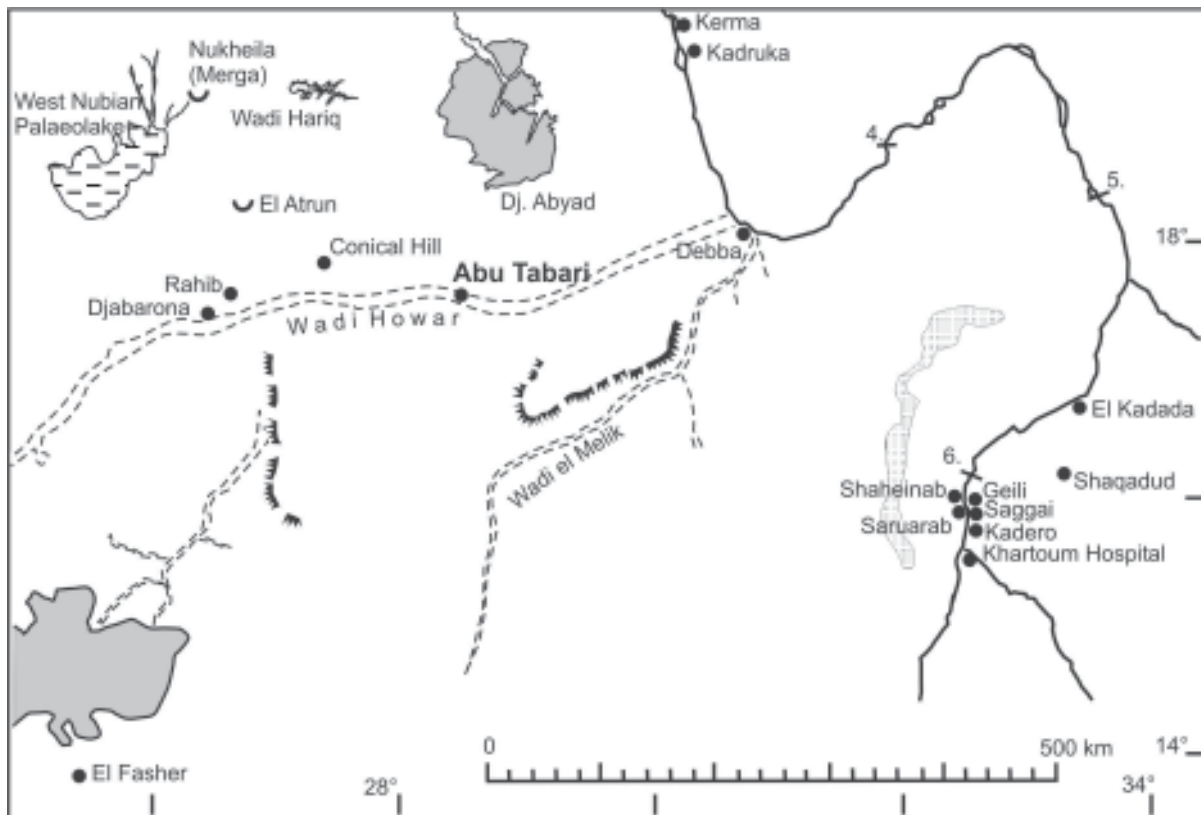 Kerma
Kadruka
Nukheila
(Merga)
West Nubian
Palaeolake
Wadi Hariq
4.
5.
Dj. Abyad
El Atrun
18°
Debba
Conical Hill
Abu Tabari
Rahib
Djabarona
Wadi Howar
El Kadada
Wadi el Melik
6.
Shaqadud
Shaheinab
Geili
Saggai
Saruarab
Kadero
Khartoum Hospital
0
500 km
14°
El Fasher
28°
34°